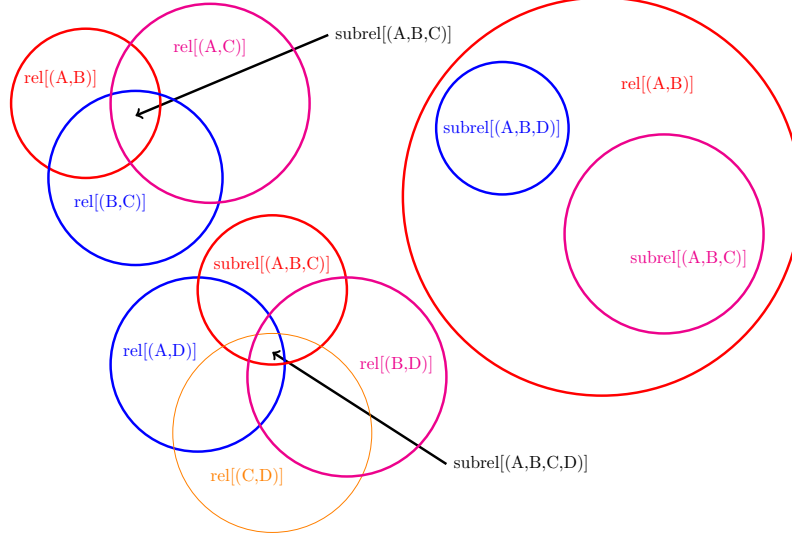 rel[(A,B)]
rel[(A,C)]
subrel[(A,B,C)]
rel[(B,C)]
rel[(A,B)]
subrel[(A,B,D)]
subrel[(A,B,C)]
subrel[(A,B,C)]
rel[(A,D)]
rel[(B,D)]
rel[(C,D)]
subrel[(A,B,C,D)]